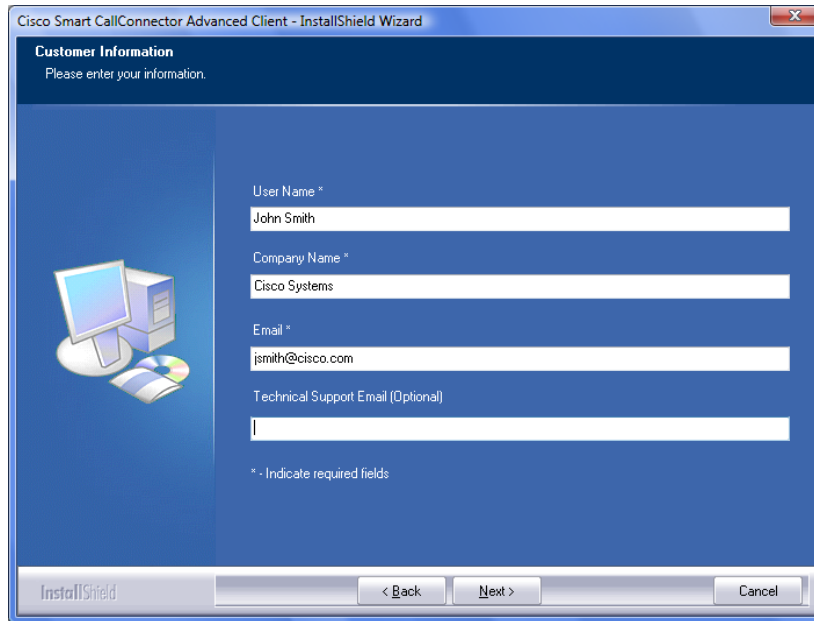 Cisco Smart CallConnector Advanced Client - InstallShield Wizard
Customer Information
Please enter your information.
User Name *
John Smith
Company Name *
Cisco Systems
Email *
jsmith@cisco.com
Technical Support Email (Optional)
* - Indicate required fields
InstallShield
< Back
Next >
Cancel